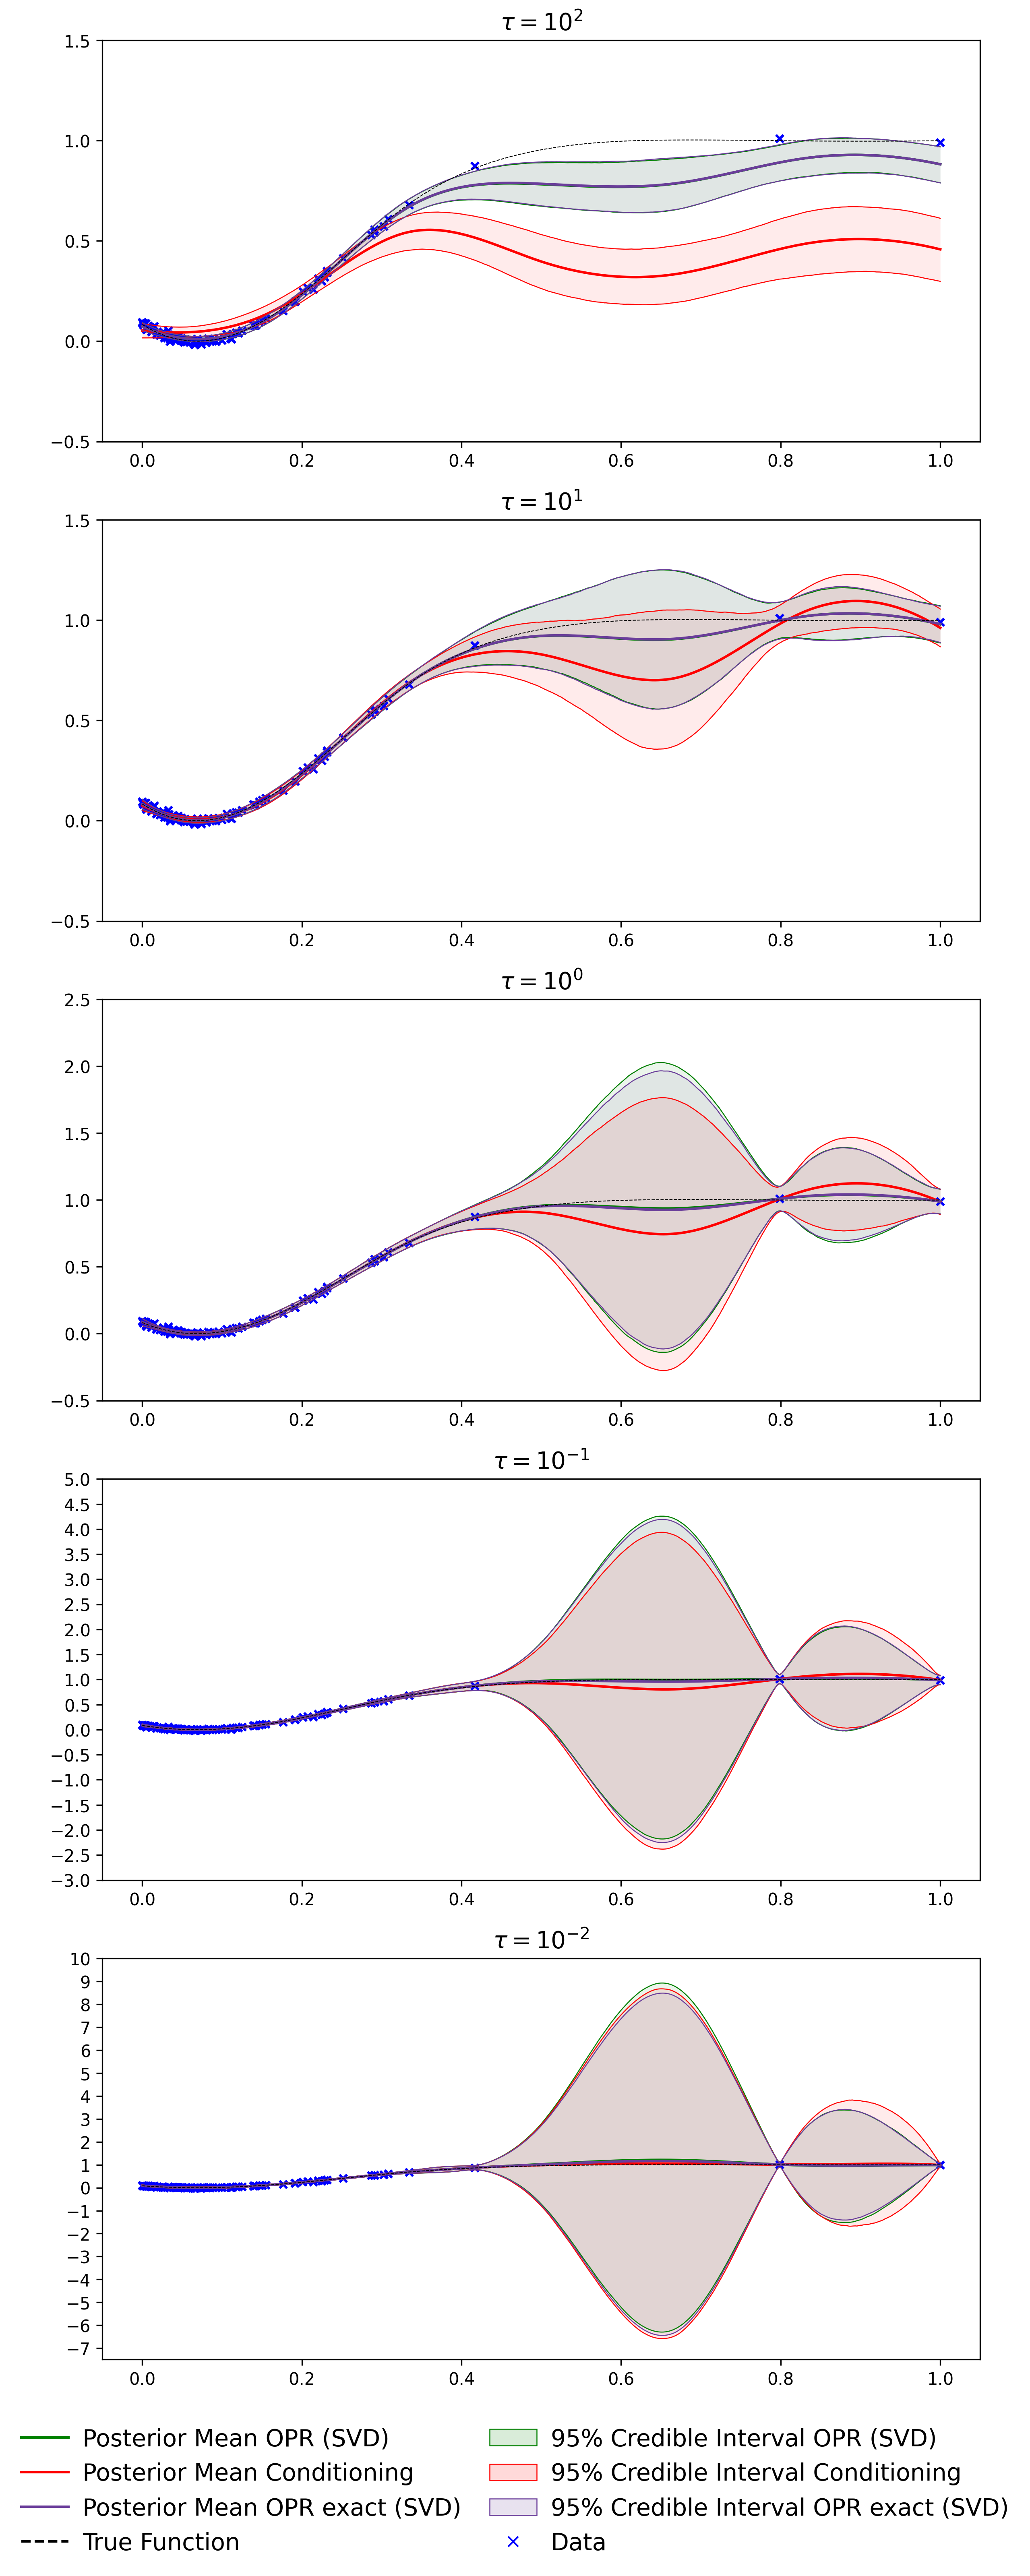 τ = 10²
1.5
1.0
0.5
0.0
−0.5
0.0 0.2 0.4 0.6 0.8 1.0
τ = 10¹
1.5
1.0
0.5
0.0
−0.5
0.0 0.2 0.4 0.6 0.8 1.0
τ = 10⁰
2.5
2.0
1.5
1.0
0.5
0.0
−0.5
0.0 0.2 0.4 0.6 0.8 1.0
τ = 10⁻¹
5.0
4.5
4.0
3.5
3.0
2.5
2.0
1.5
1.0
0.5
0.0
−0.5
−1.0
−1.5
−2.0
−2.5
−3.0
0.0 0.2 0.4 0.6 0.8 1.0
τ = 10⁻²
10
9
8
7
6
5
4
3
2
1
0
−1
−2
−3
−4
−5
−6
−7
0.0 0.2 0.4 0.6 0.8 1.0
Posterior Mean OPR (SVD)
Posterior Mean Conditioning
Posterior Mean OPR exact (SVD)
True Function
95% Credible Interval OPR (SVD)
95% Credible Interval Conditioning
95% Credible Interval OPR exact (SVD)
Data